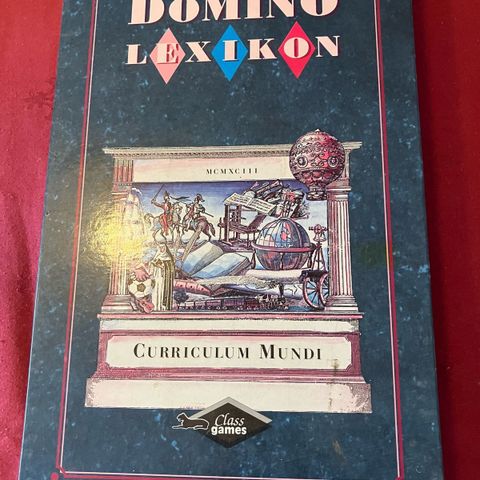 DOMINO
LEXIKON
MCMXCIII
CURRICULUM MUNDI
Class
games